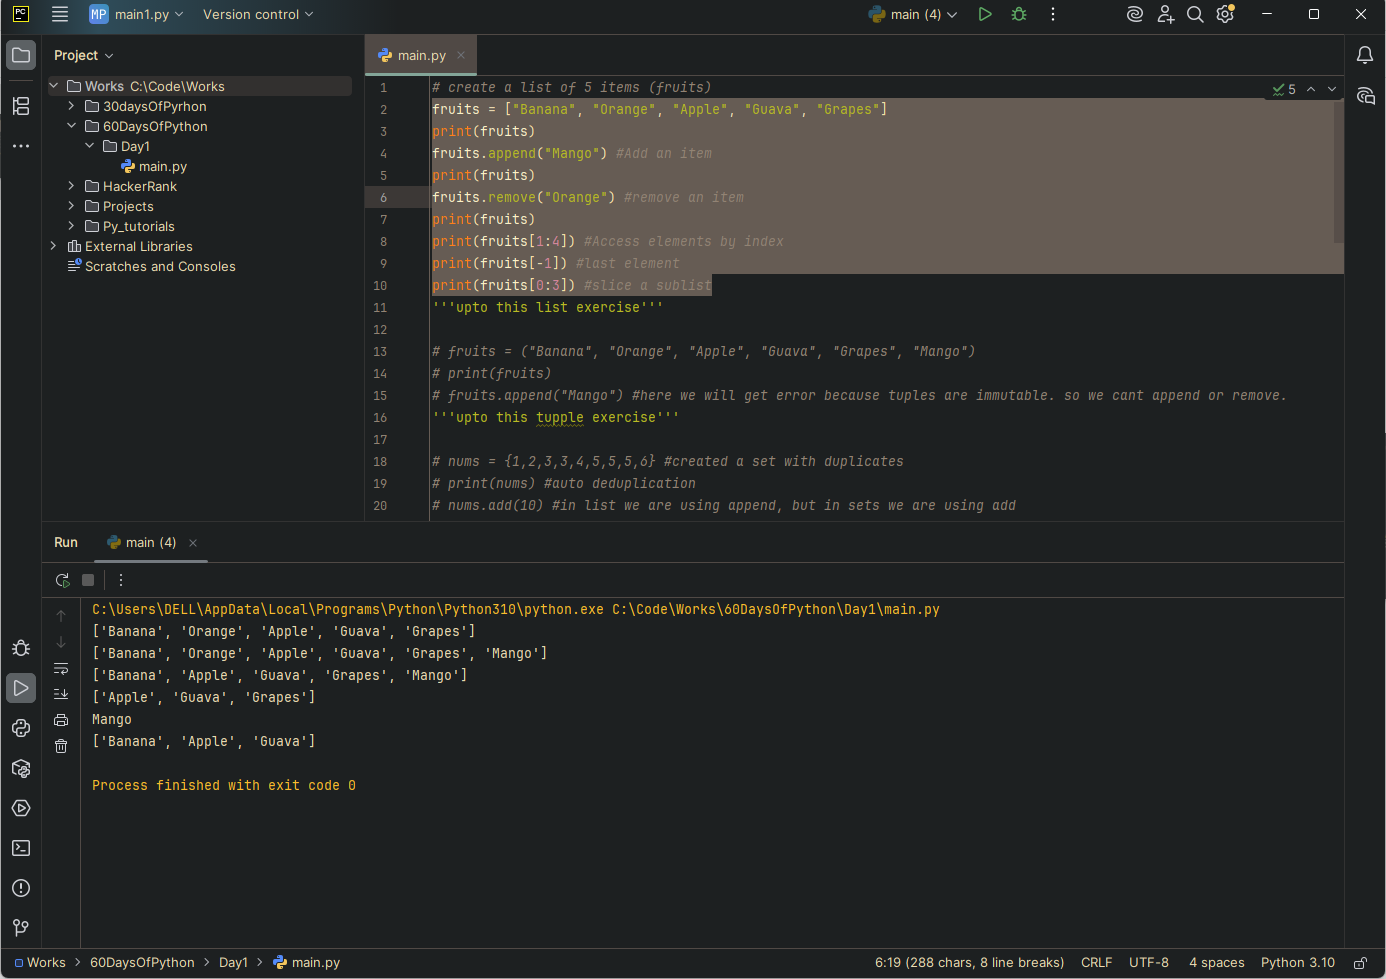 PC
MP main1.py Version control main (4)
Project
Works C:\Code\Works
30daysOfPyrhon
60DaysOfPython
Day1
main.py
HackerRank
Projects
Py_tutorials
External Libraries
Scratches and Consoles
main.py
5
1 # create a list of 5 items (fruits)
2 fruits = ["Banana", "Orange", "Apple", "Guava", "Grapes"]
3 print(fruits)
4 fruits.append("Mango") #Add an item
5 print(fruits)
6 fruits.remove("Orange") #remove an item
7 print(fruits)
8 print(fruits[1:4]) #Access elements by index
9 print(fruits[-1]) #last element
10 print(fruits[0:3]) #slice a sublist
11 '''upto this list exercise'''
12
13 # fruits = ("Banana", "Orange", "Apple", "Guava", "Grapes", "Mango")
14 # print(fruits)
15 # fruits.append("Mango") #here we will get error because tuples are immutable. so we cant append or remove.
16 '''upto this tupple exercise'''
17
18 # nums = {1,2,3,3,4,5,5,5,6} #created a set with duplicates
19 # print(nums) #auto deduplication
20 # nums.add(10) #in list we are using append, but in sets we are using add
Run main (4)
C:\Users\DELL\AppData\Local\Programs\Python\Python310\python.exe C:\Code\Works\60DaysOfPython\Day1\main.py
['Banana', 'Orange', 'Apple', 'Guava', 'Grapes']
['Banana', 'Orange', 'Apple', 'Guava', 'Grapes', 'Mango']
['Banana', 'Apple', 'Guava', 'Grapes', 'Mango']
['Apple', 'Guava', 'Grapes']
Mango
['Banana', 'Apple', 'Guava']
Process finished with exit code 0
Works > 60DaysOfPython > Day1 > main.py 6:19 (288 chars, 8 line breaks) CRLF UTF-8 4 spaces Python 3.10